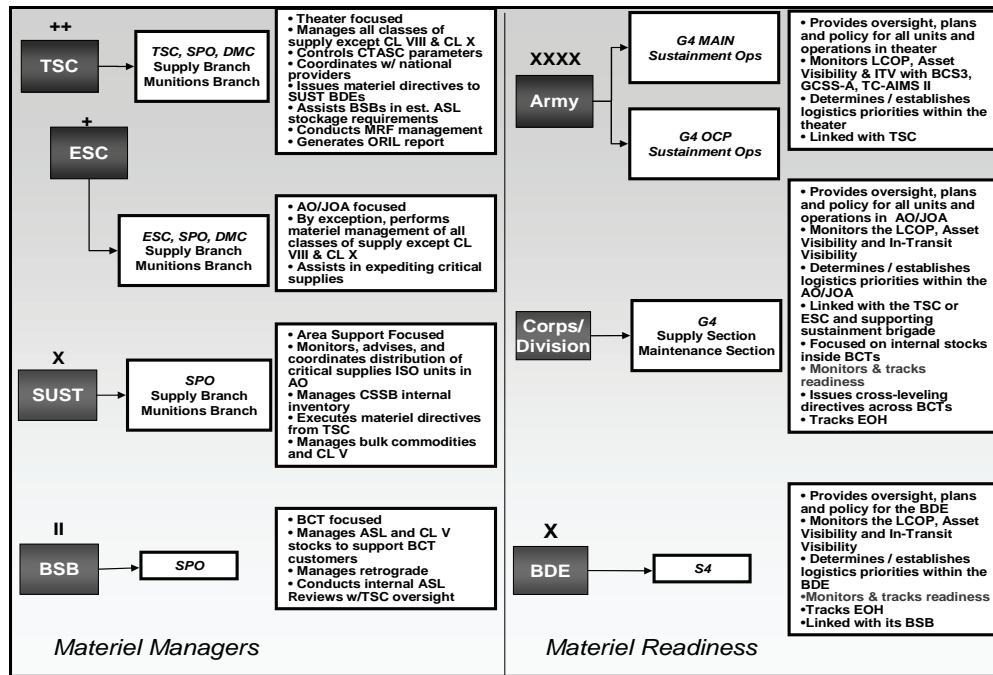 ++
TSC
TSC, SPO, DMC
Supply Branch
Munitions Branch
• Theater focused
• Manages all classes of
supply except CL VIII & CL X
• Controls CTASC parameters
• Coordinates w/ national
providers
• Issues materiel directives to
SUST BDEs
• Assists BSBs in est. ASL
stockage requirements
• Conducts MRF management
• Generates ORIL report
+
ESC
ESC, SPO, DMC
Supply Branch
Munitions Branch
• AO/JOA focused
• By exception, performs
materiel management of all
classes of supply except CL
VIII & CL X
• Assists in expediting critical
supplies
X
SUST
SPO
Supply Branch
Munitions Branch
• Area Support Focused
• Monitors, advises, and
coordinates distribution of
critical supplies ISO units in
AO
• Manages CSSB internal
inventory
• Executes materiel directives
from TSC
• Manages bulk commodities
and CL V
II
BSB
SPO
• BCT focused
• Manages ASL and CL V
stocks to support BCT
customers
• Manages retrograde
• Conducts internal ASL
Reviews w/TSC oversight
Materiel Managers
XXXX
Army
G4 MAIN
Sustainment Ops
G4 OCP
Sustainment Ops
• Provides oversight, plans
and policy for all units and
operations in theater
• Monitors LCOP, Asset
Visibility & ITV with BCS3,
GCSS-A, TC-AIMS II
• Determines / establishes
logistics priorities within the
theater
• Linked with TSC
Corps/
Division
G4
Supply Section
Maintenance Section
• Provides oversight, plans
and policy for all units and
operations in AO/JOA
• Monitors the LCOP, Asset
Visibility and In-Transit
Visibility
• Determines / establishes
logistics priorities within the
AO/JOA
• Linked with the TSC or
ESC and supporting
sustainment brigade
• Focused on internal stocks
inside BCTs
• Monitors & tracks
readiness
• Issues cross-leveling
directives across BCTs
• Tracks EOH
X
BDE
S4
• Provides oversight, plans
and policy for the BDE
• Monitors the LCOP, Asset
Visibility and In-Transit
Visibility
• Determines / establishes
logistics priorities within the
BDE
• Monitors & tracks readiness
• Tracks EOH
• Linked with its BSB
Materiel Readiness